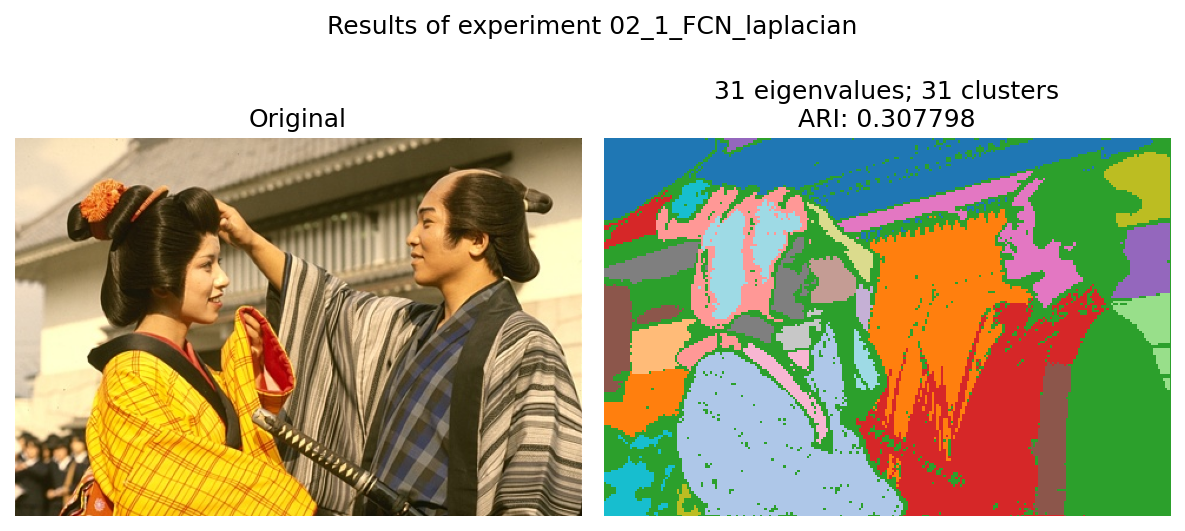 Results of experiment 02_1_FCN_laplacian
Original
31 eigenvalues; 31 clusters
ARI: 0.307798